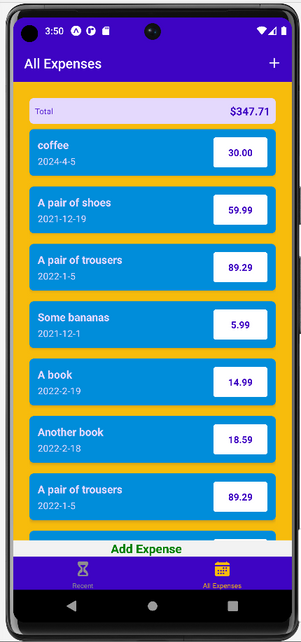 3:50
All Expenses
+
Total $347.71
coffee
2024-4-5
30.00
A pair of shoes
2021-12-19
59.99
A pair of trousers
2022-1-5
89.29
Some bananas
2021-12-1
5.99
A book
2022-2-19
14.99
Another book
2022-2-18
18.59
A pair of trousers
2022-1-5
89.29
Add Expense
Recent
All Expenses